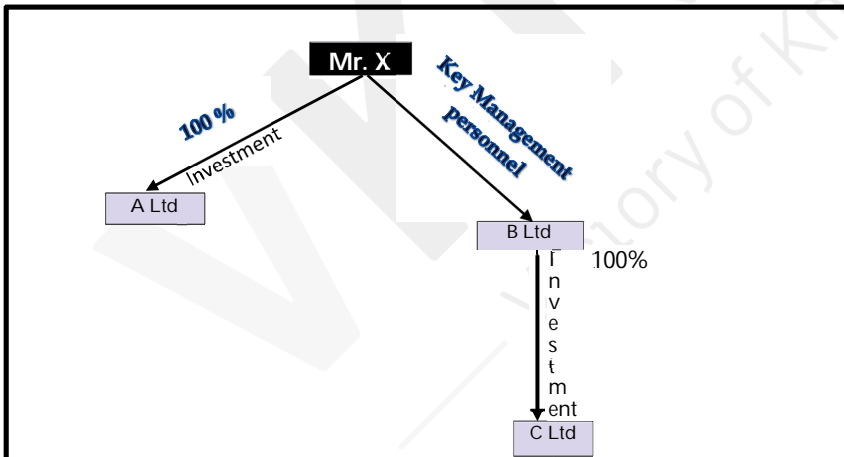 Mr. X
Key Management
personnel
100 %
Investment
A Ltd
B Ltd
100%
I
n
v
e
s
t
m
ent
C Ltd